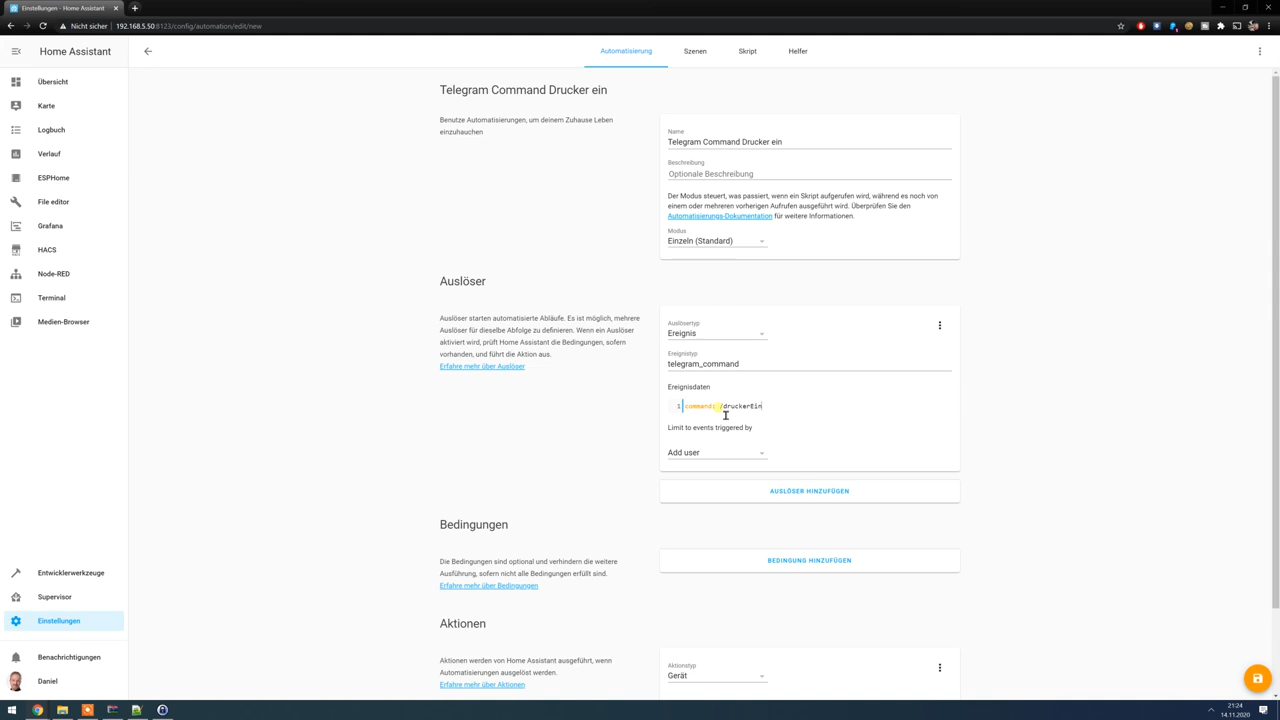 Einstellungen - Home Assistant
Nicht sicher 192.168.5.50:8123/config/automation/edit/new
Home Assistant
Automatisierung Szenen Skript Helfer
Übersicht
Karte
Logbuch
Verlauf
ESPHome
File editor
Grafana
HACS
Node-RED
Terminal
Medien-Browser
Entwicklerwerkzeuge
Supervisor
Einstellungen
Benachrichtigungen
Daniel
Telegram Command Drucker ein
Benutze Automatisierungen, um deinem Zuhause Leben
einzuhauchen
Name
Telegram Command Drucker ein
Beschreibung
Optionale Beschreibung
Der Modus steuert, was passiert, wenn ein Skript aufgerufen wird, während es noch von
einem oder mehreren vorherigen Aufrufen ausgeführt wird. Überprüfen Sie den
Automatisierungs-Dokumentation für weitere Informationen.
Modus
Einzeln (Standard)
Auslöser
Auslöser starten automatisierte Abläufe. Es ist möglich, mehrere
Auslöser für dieselbe Abfolge zu definieren. Wenn ein Auslöser
aktiviert wird, prüft Home Assistant die Bedingungen, sofern
vorhanden, und führt die Aktion aus.
Erfahre mehr über Auslöser
Auslösertyp
Ereignis
Ereignistyp
telegram_command
Ereignisdaten
1 command: /druckerEin
Limit to events triggered by
Add user
AUSLÖSER HINZUFÜGEN
Bedingungen
Die Bedingungen sind optional und verhindern die weitere
Ausführung, sofern nicht alle Bedingungen erfüllt sind.
Erfahre mehr über Bedingungen
BEDINGUNG HINZUFÜGEN
Aktionen
Aktionen werden von Home Assistant ausgeführt, wenn
Automatisierungen ausgelöst werden.
Erfahre mehr über Aktionen
Aktionstyp
Gerät
21:24
14.11.2020